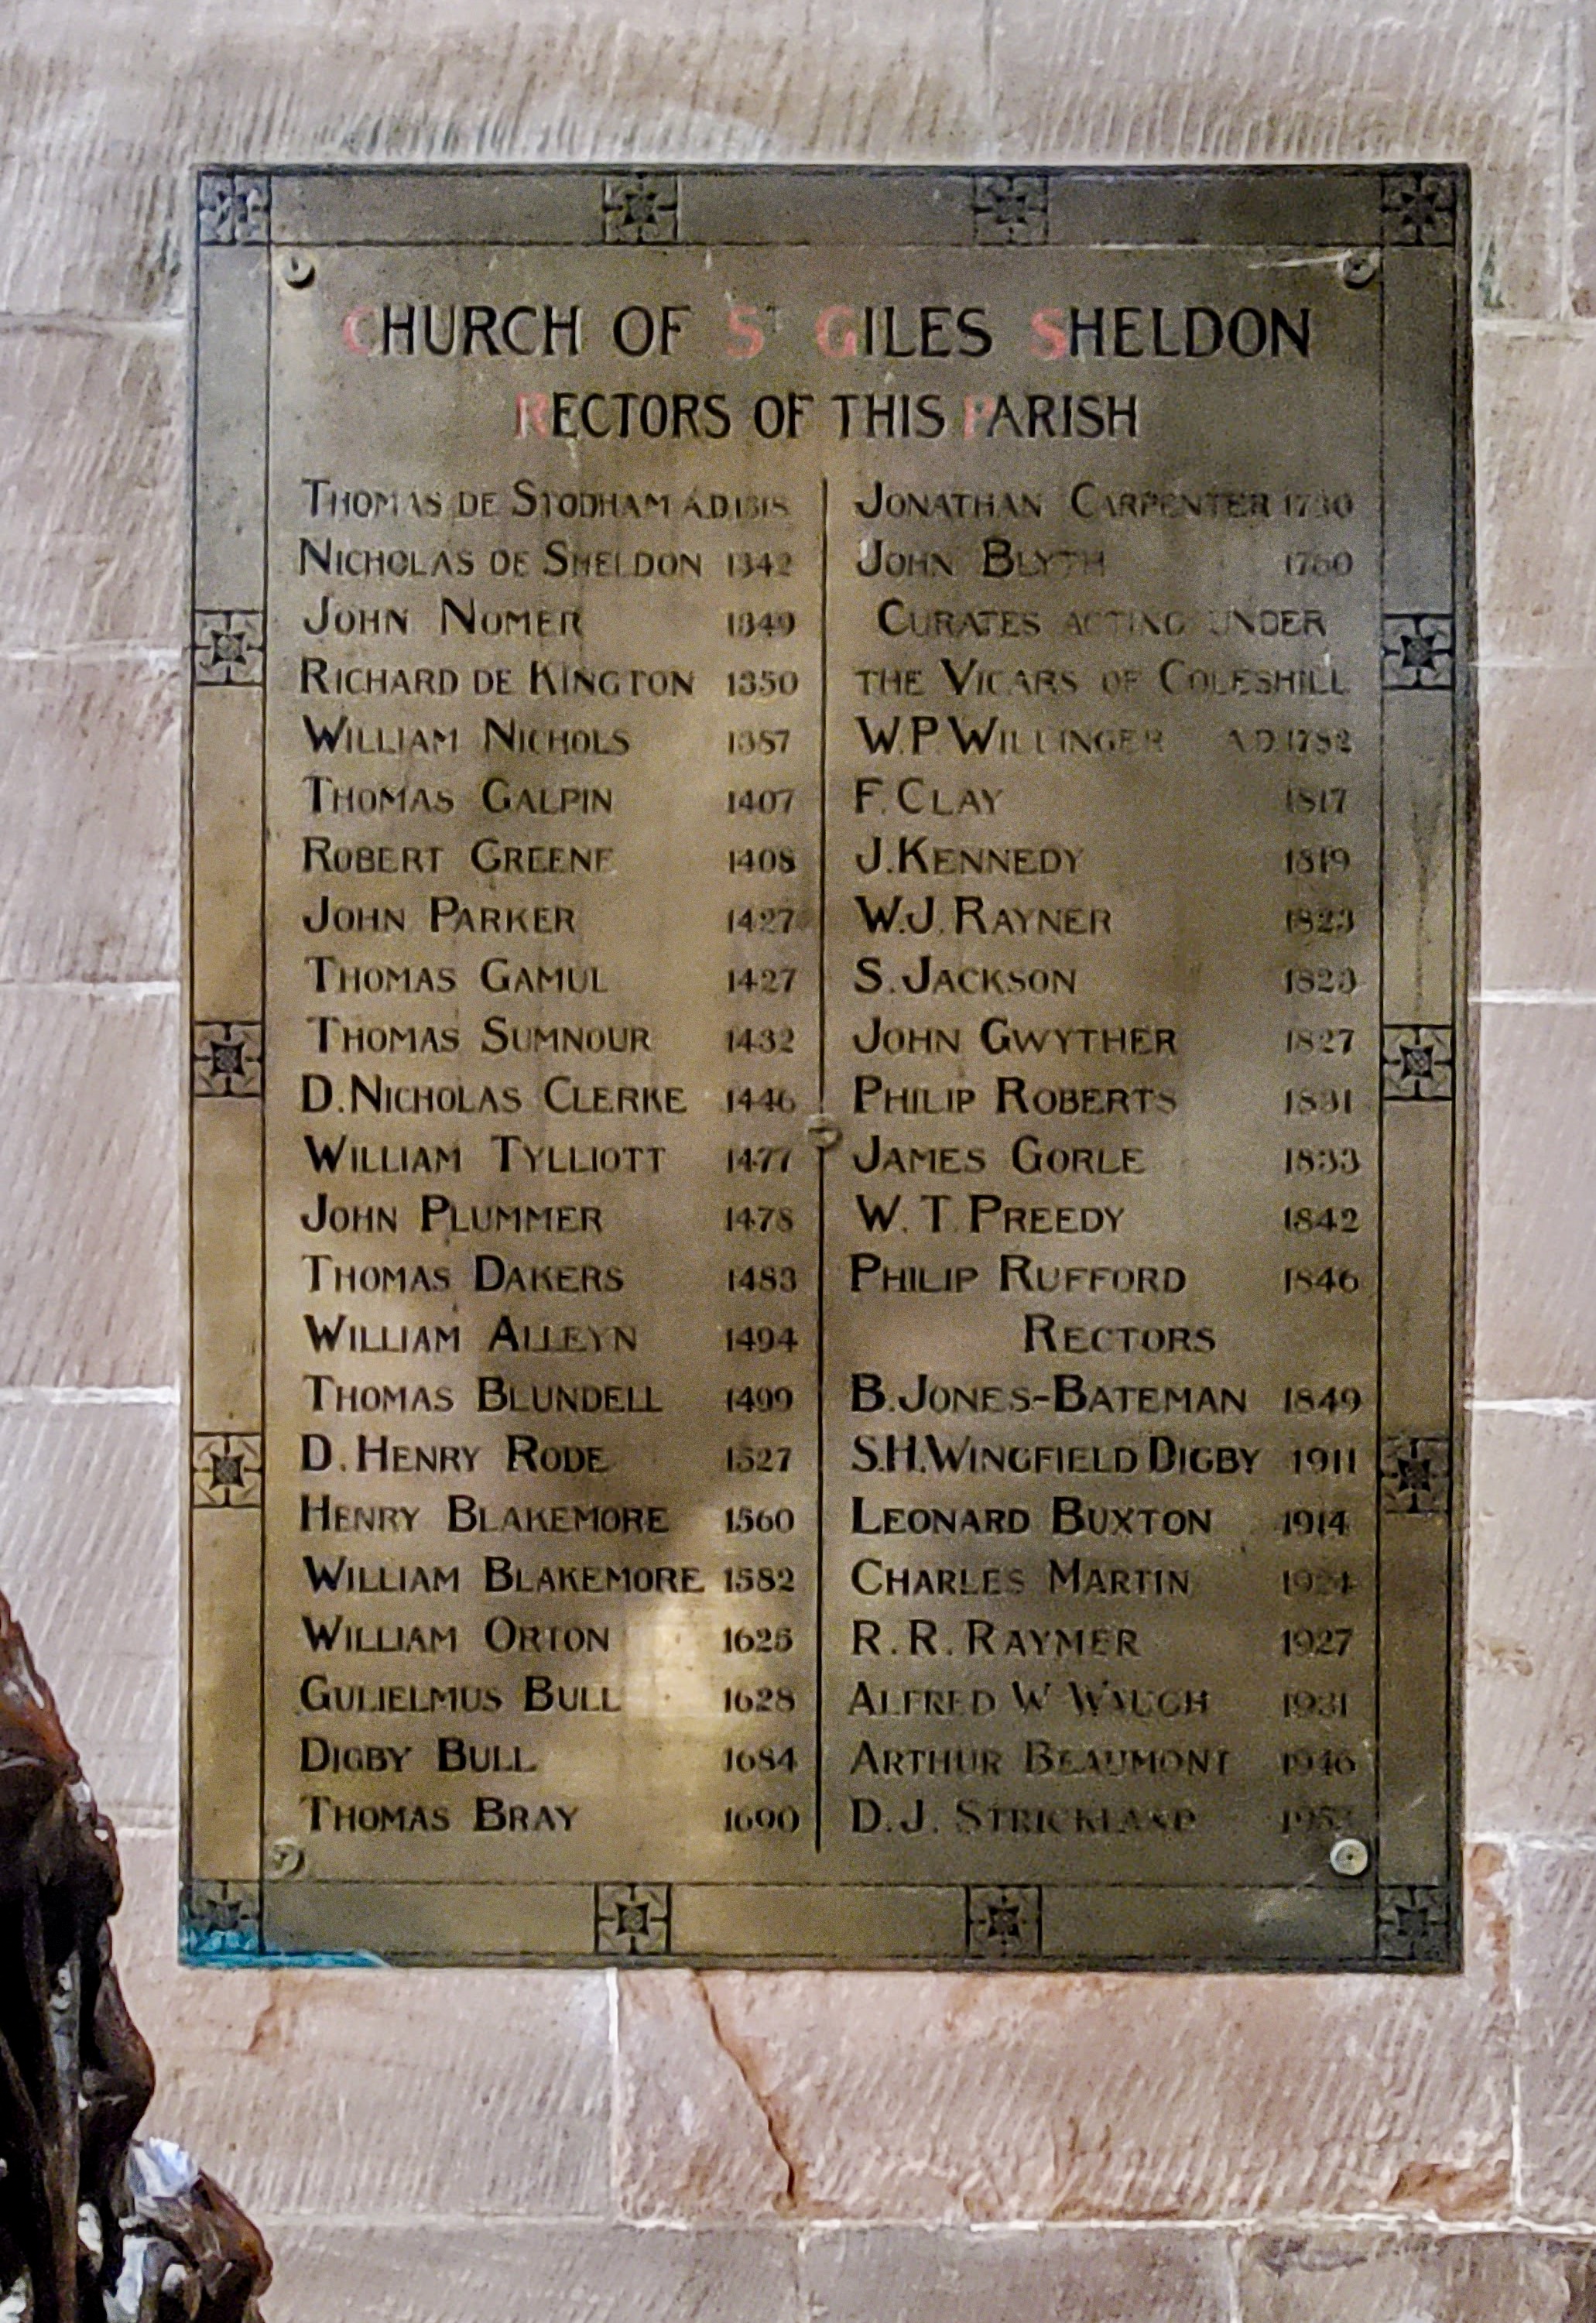 CHURCH OF ST GILES SHELDON
RECTORS OF THIS PARISH
THOMAS DE STODHAM A.D.1318
NICHOLAS DE SHELDON 1342
JOHN NOMER 1349
RICHARD DE KINGTON 1350
WILLIAM NICHOLS 1387
THOMAS GALPIN 1407
ROBERT GREENE 1408
JOHN PARKER 1427
THOMAS GAMUL 1427
THOMAS SUMNOUR 1432
D. NICHOLAS CLERKE 1446
WILLIAM TYLLIOTT 1477
JOHN PLUMMER 1478
THOMAS DAKERS 1483
WILLIAM ALLEYN 1494
THOMAS BLUNDELL 1499
D. HENRY RODE 1527
HENRY BLAKEMORE 1560
WILLIAM BLAKEMORE 1582
WILLIAM ORTON 1625
GULIELMUS BULL 1628
DIGBY BULL 1684
THOMAS BRAY 1690
JONATHAN CARPENTER 1730
JOHN BLYTH
CURATES ACTING UNDER
THE VICARS OF COLESHILL
W. P. WILLINGER A.D.1782
F. CLAY 1817
J. KENNEDY 1819
W. J. RAYNER 1823
S. JACKSON 1823
JOHN GWYTHER 1827
PHILIP ROBERTS 1831
JAMES GORLE 1833
W. T. PREEDY 1842
PHILIP RUFFORD 1846
RECTORS
B. JONES-BATEMAN 1849
S. H. WINGFIELD DIGBY 1911
LEONARD BUXTON 1914
CHARLES MARTIN 1924
R. R. RAYMER 1927
ALFRED W WAUGH 1931
ARTHUR BEAUMONT 1946
D. J. STRICKLAND